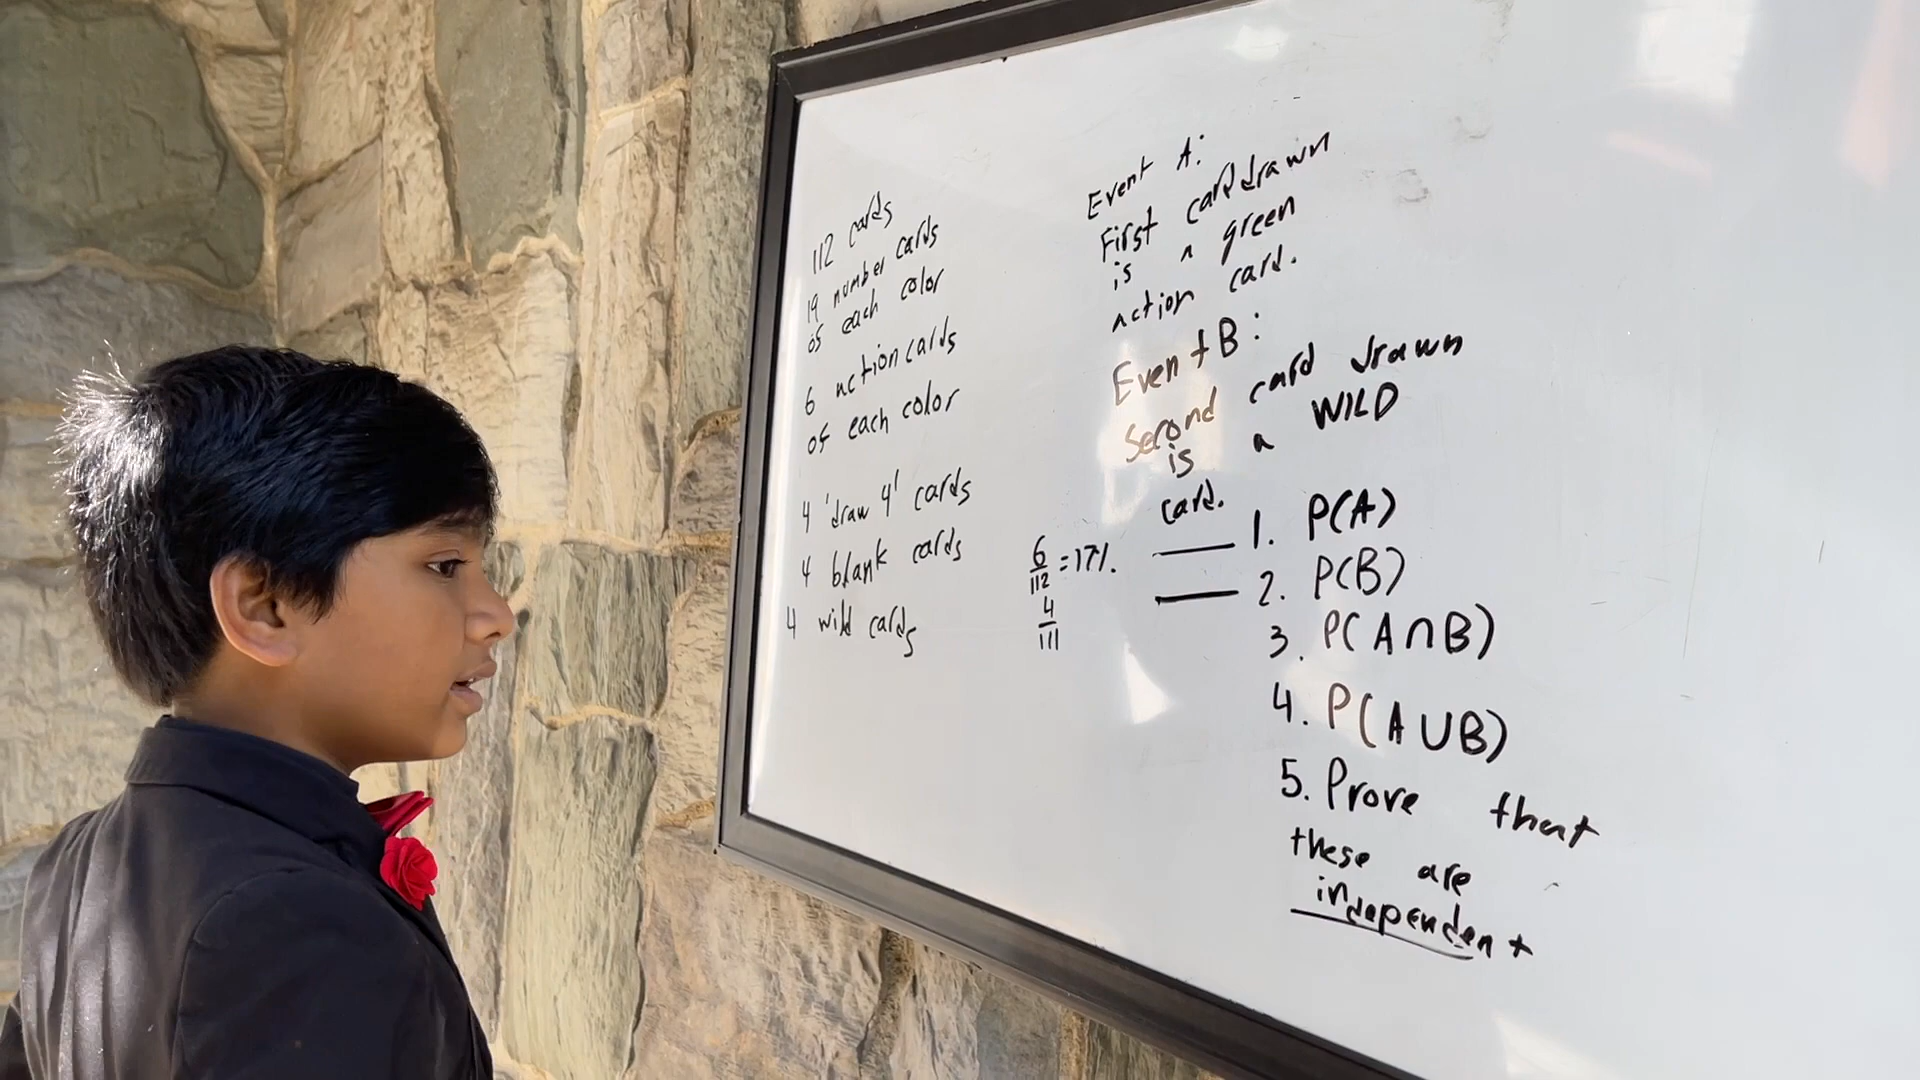 112 cards
19 number cards
of each color
6 action cards
of each color
4 'draw 4' cards
4 blank cards
4 wild cards
Event A:
First card drawn
is a green
action card.
Event B:
Second card drawn
is a WILD
card.
6/112 = 17%.
4/111
1. P(A)
2. P(B)
3. P(A∩B)
4. P(A∪B)
5. Prove that
these are
independent